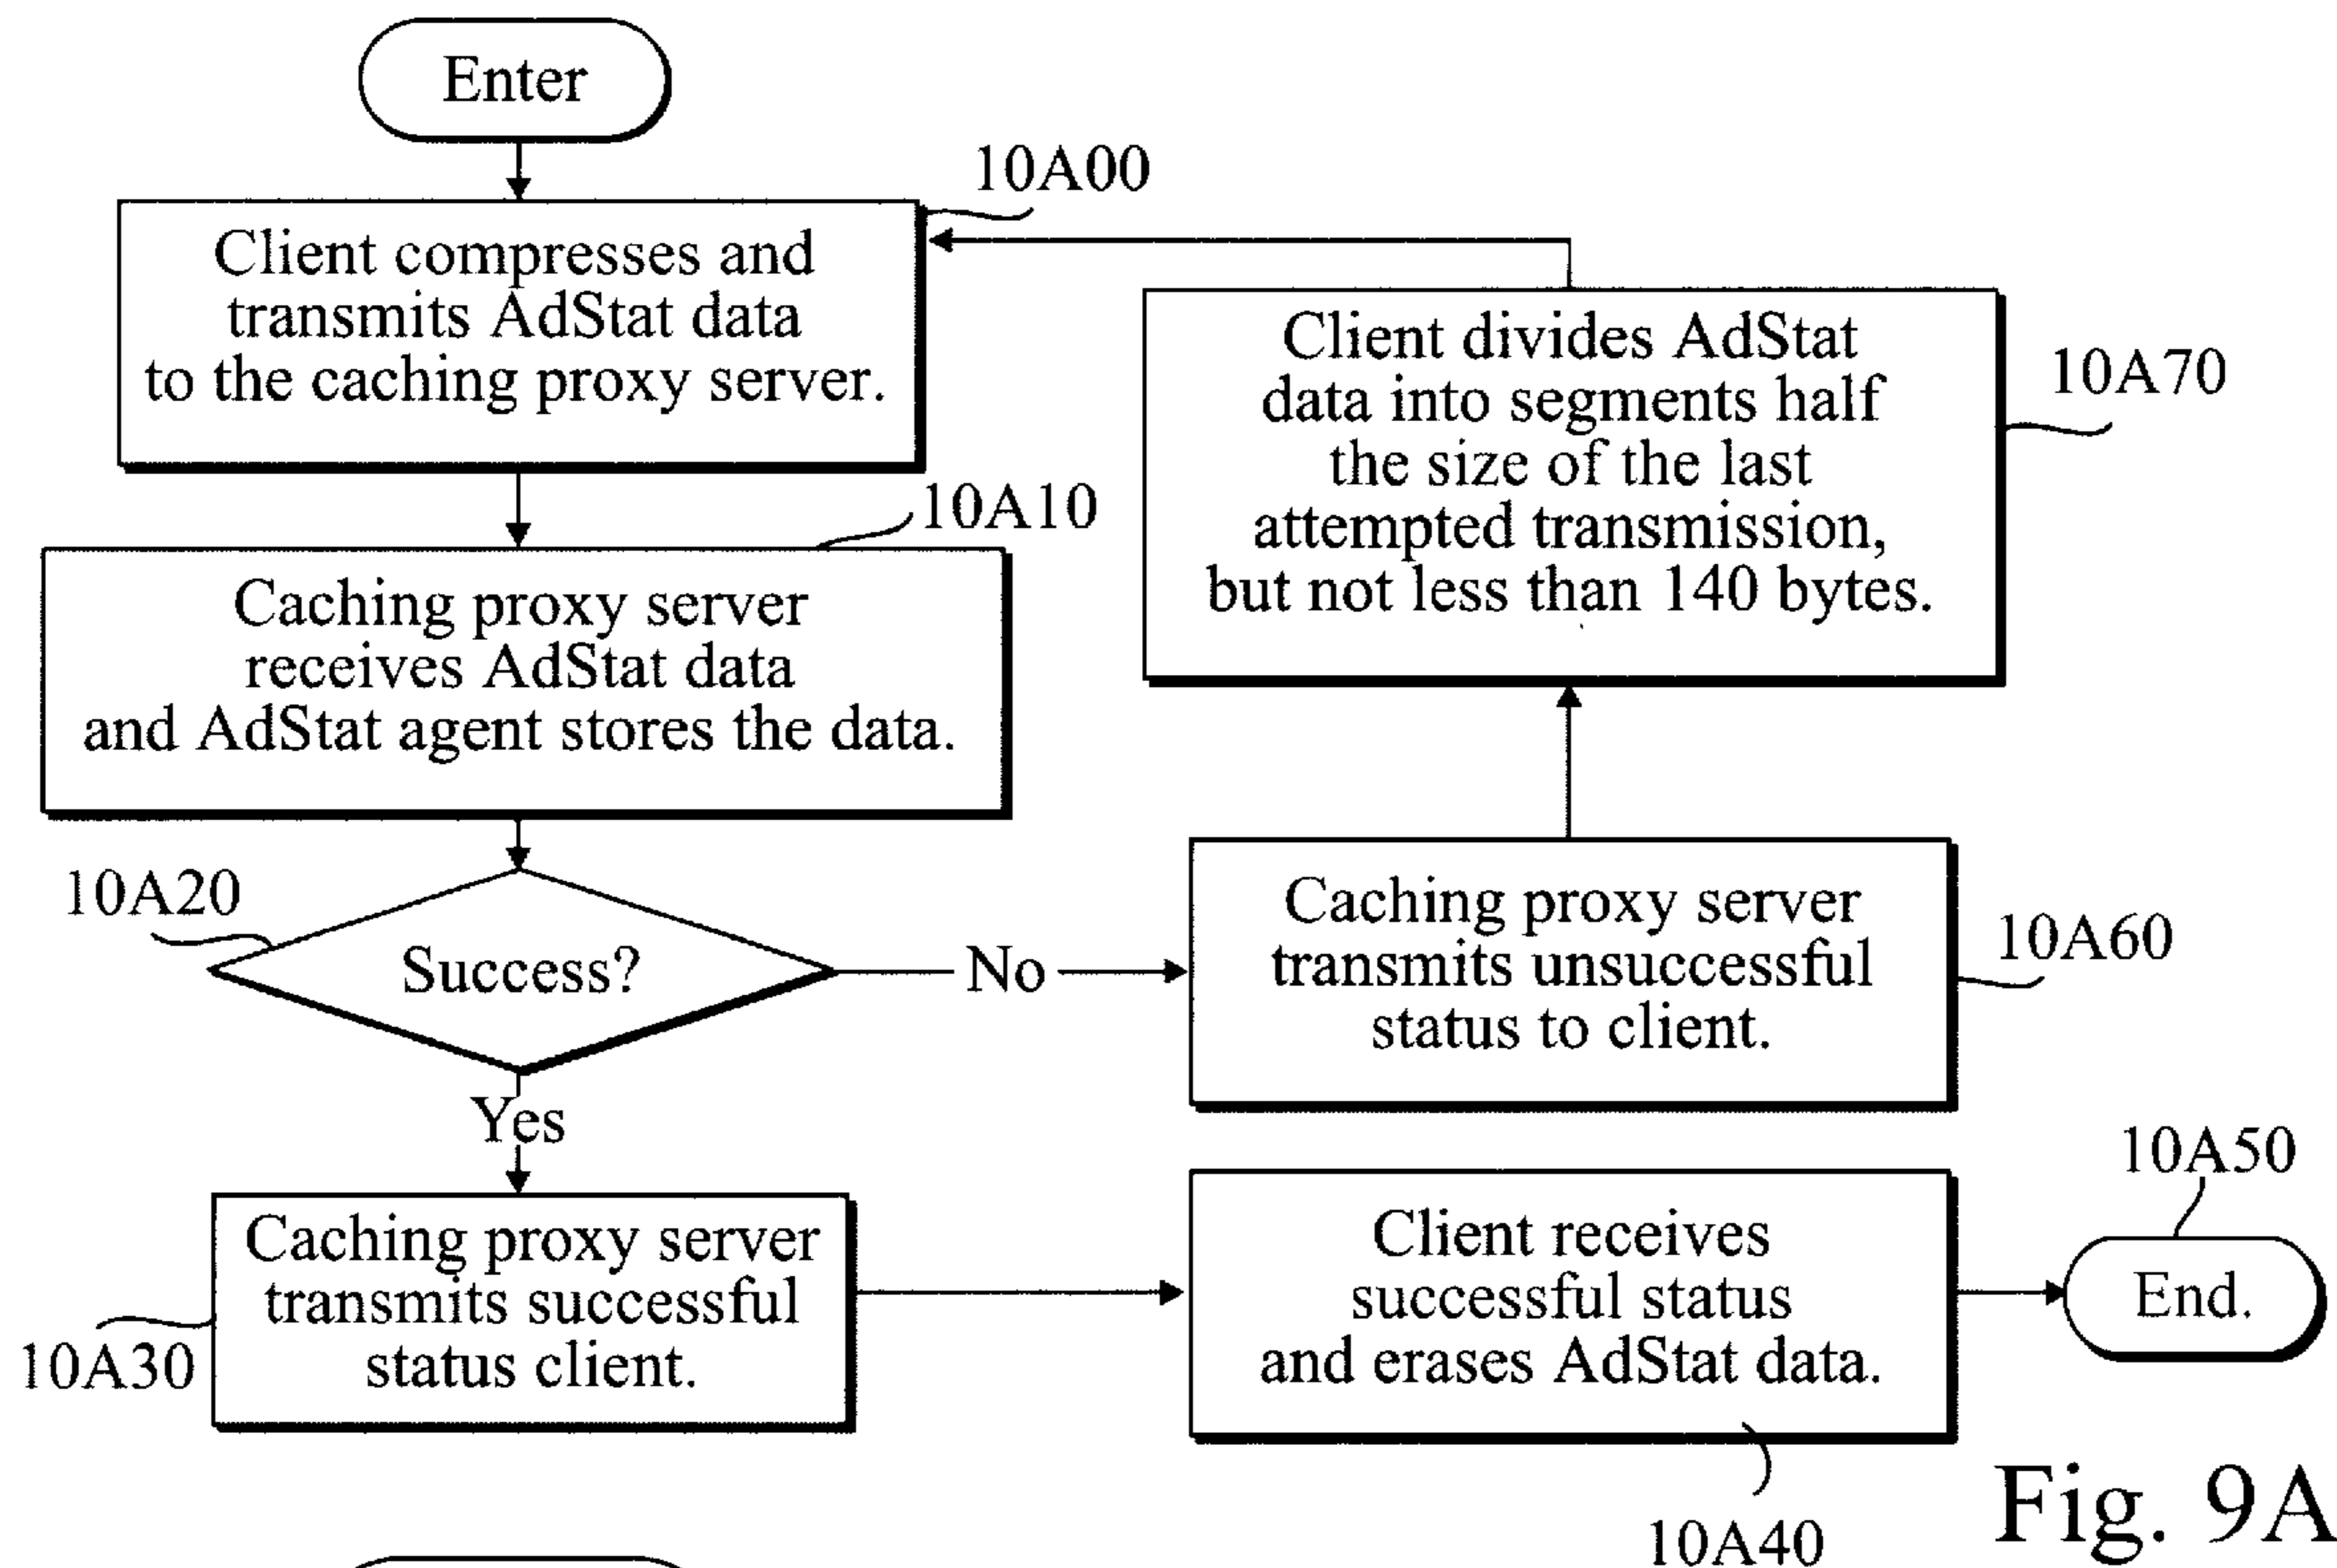 Enter
10A00
Client compresses and
transmits AdStat data
to the caching proxy server.
10A10
Caching proxy server
receives AdStat data
and AdStat agent stores the data.
10A20
Success?
No
Yes
10A30
Caching proxy server
transmits successful
status client.
Client receives
successful status
and erases AdStat data.
10A40
10A50
End.
Caching proxy server
transmits unsuccessful
status to client.
10A60
Client divides AdStat
data into segments half
the size of the last
attempted transmission,
but not less than 140 bytes.
10A70
Fig. 9A